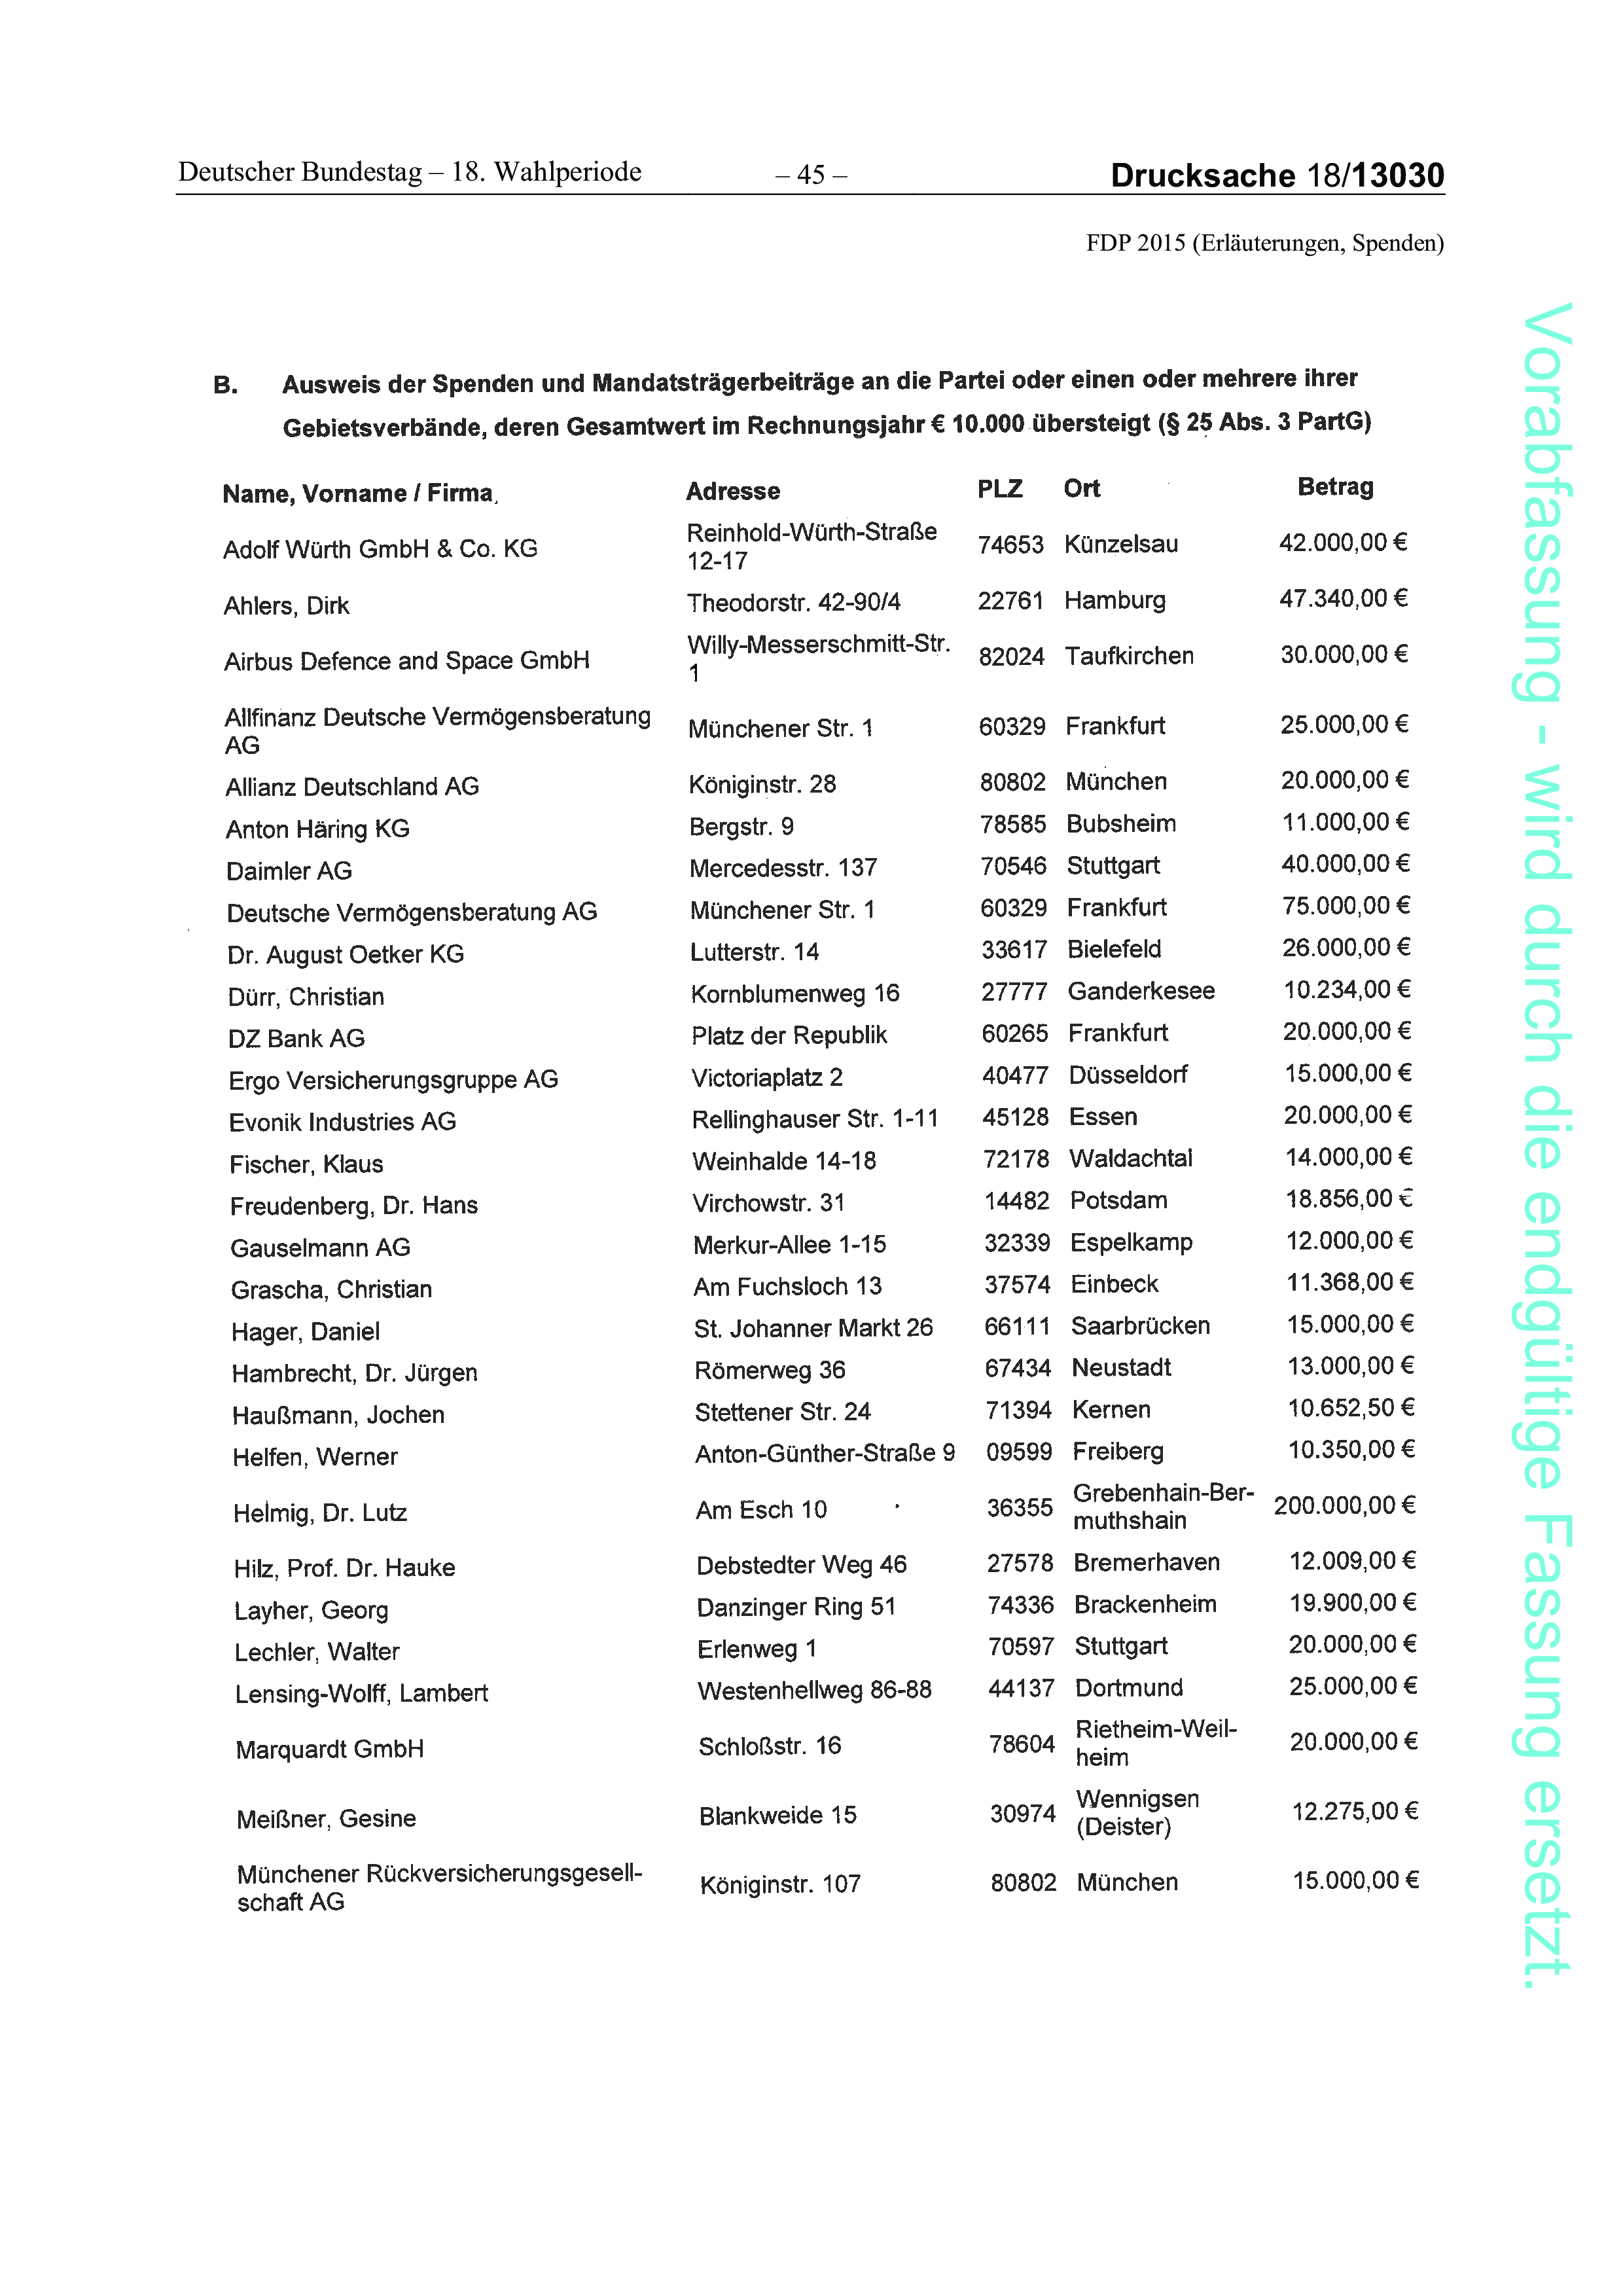 Deutscher Bundestag – 18. Wahlperiode – 45 – Drucksache 18/13030
FDP 2015 (Erläuterungen, Spenden)
B. Ausweis der Spenden und Mandatsträgerbeiträge an die Partei oder einen oder mehrere ihrer
Gebietsverbände, deren Gesamtwert im Rechnungsjahr € 10.000 übersteigt (§ 25 Abs. 3 PartG)
Name, Vorname / Firma Adresse PLZ Ort Betrag
Adolf Würth GmbH & Co. KG Reinhold-Würth-Straße
12-17 74653 Künzelsau 42.000,00 €
Ahlers, Dirk Theodorstr. 42-90/4 22761 Hamburg 47.340,00 €
Airbus Defence and Space GmbH Willy-Messerschmitt-Str.
1 82024 Taufkirchen 30.000,00 €
Allfinanz Deutsche Vermögensberatung
AG Münchener Str. 1 60329 Frankfurt 25.000,00 €
Allianz Deutschland AG Königinstr. 28 80802 München 20.000,00 €
Anton Häring KG Bergstr. 9 78585 Bubsheim 11.000,00 €
Daimler AG Mercedesstr. 137 70546 Stuttgart 40.000,00 €
Deutsche Vermögensberatung AG Münchener Str. 1 60329 Frankfurt 75.000,00 €
Dr. August Oetker KG Lutterstr. 14 33617 Bielefeld 26.000,00 €
Dürr, Christian Kornblumenweg 16 27777 Ganderkesee 10.234,00 €
DZ Bank AG Platz der Republik 60265 Frankfurt 20.000,00 €
Ergo Versicherungsgruppe AG Victoriaplatz 2 40477 Düsseldorf 15.000,00 €
Evonik Industries AG Rellinghauser Str. 1-11 45128 Essen 20.000,00 €
Fischer, Klaus Weinhalde 14-18 72178 Waldachtal 14.000,00 €
Freudenberg, Dr. Hans Virchowstr. 31 14482 Potsdam 18.856,00 €
Gauselmann AG Merkur-Allee 1-15 32339 Espelkamp 12.000,00 €
Grascha, Christian Am Fuchsloch 13 37574 Einbeck 11.368,00 €
Hager, Daniel St. Johanner Markt 26 66111 Saarbrücken 15.000,00 €
Hambrecht, Dr. Jürgen Römerweg 36 67434 Neustadt 13.000,00 €
Haußmann, Jochen Stettener Str. 24 71394 Kernen 10.652,50 €
Helfen, Werner Anton-Günther-Straße 9 09599 Freiberg 10.350,00 €
Helmig, Dr. Lutz Am Esch 10 36355 Grebenhain-Ber-
muthshain 200.000,00 €
Hilz, Prof. Dr. Hauke Debstedter Weg 46 27578 Bremerhaven 12.009,00 €
Layher, Georg Danzinger Ring 51 74336 Brackenheim 19.900,00 €
Lechler, Walter Erlenweg 1 70597 Stuttgart 20.000,00 €
Lensing-Wolff, Lambert Westenhellweg 86-88 44137 Dortmund 25.000,00 €
Marquardt GmbH Schloßstr. 16 78604 Rietheim-Weil-
heim 20.000,00 €
Meißner, Gesine Blankweide 15 30974 Wennigsen
(Deister) 12.275,00 €
Münchener Rückversicherungsgesell-
schaft AG Königinstr. 107 80802 München 15.000,00 €
Vorabfassung - wird durch die endgültige Fassung ersetzt.